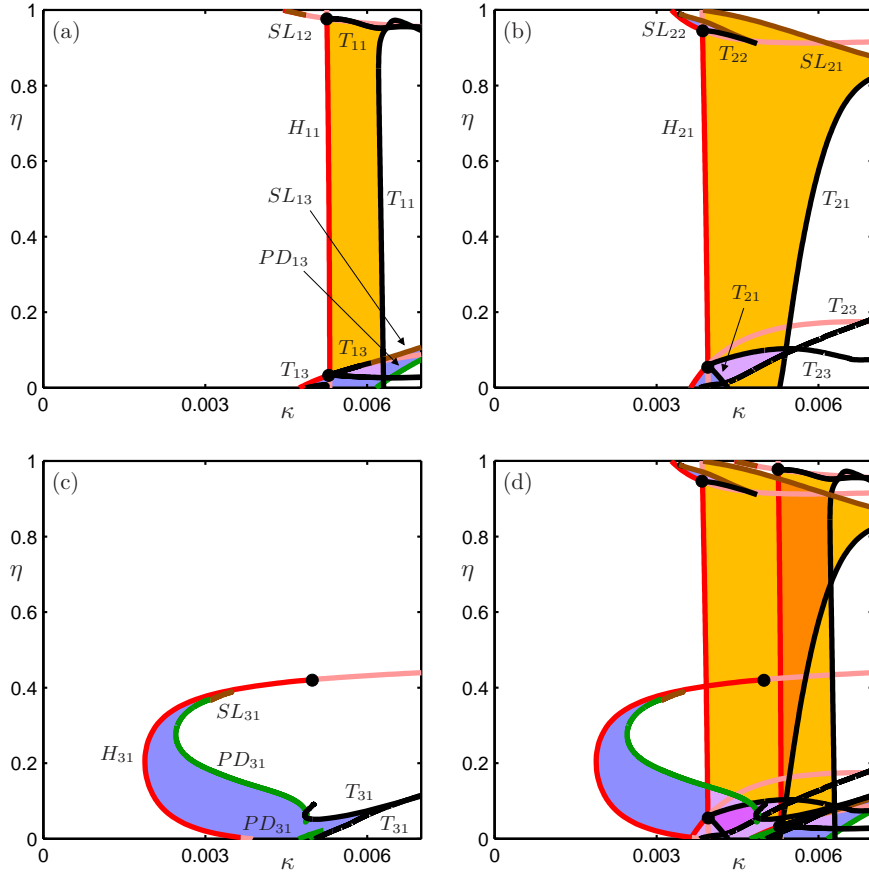 (a)
1
0.8
η
0.6
0.4
0.2
0
0
0.003
κ
0.006
SL₁₂
T₁₁
H₁₁
T₁₁
SL₁₃
PD₁₃
T₁₃
T₁₃
(b)
1
0.8
η
0.6
0.4
0.2
0
0
0.003
κ
0.006
SL₂₂
T₂₂
SL₂₁
H₂₁
T₂₁
T₂₁
T₂₃
T₂₃
(c)
1
0.8
η
0.6
0.4
0.2
0
0
0.003
κ
0.006
SL₃₁
H₃₁
PD₃₁
T₃₁
PD₃₁
T₃₁
(d)
1
0.8
η
0.6
0.4
0.2
0
0
0.003
κ
0.006